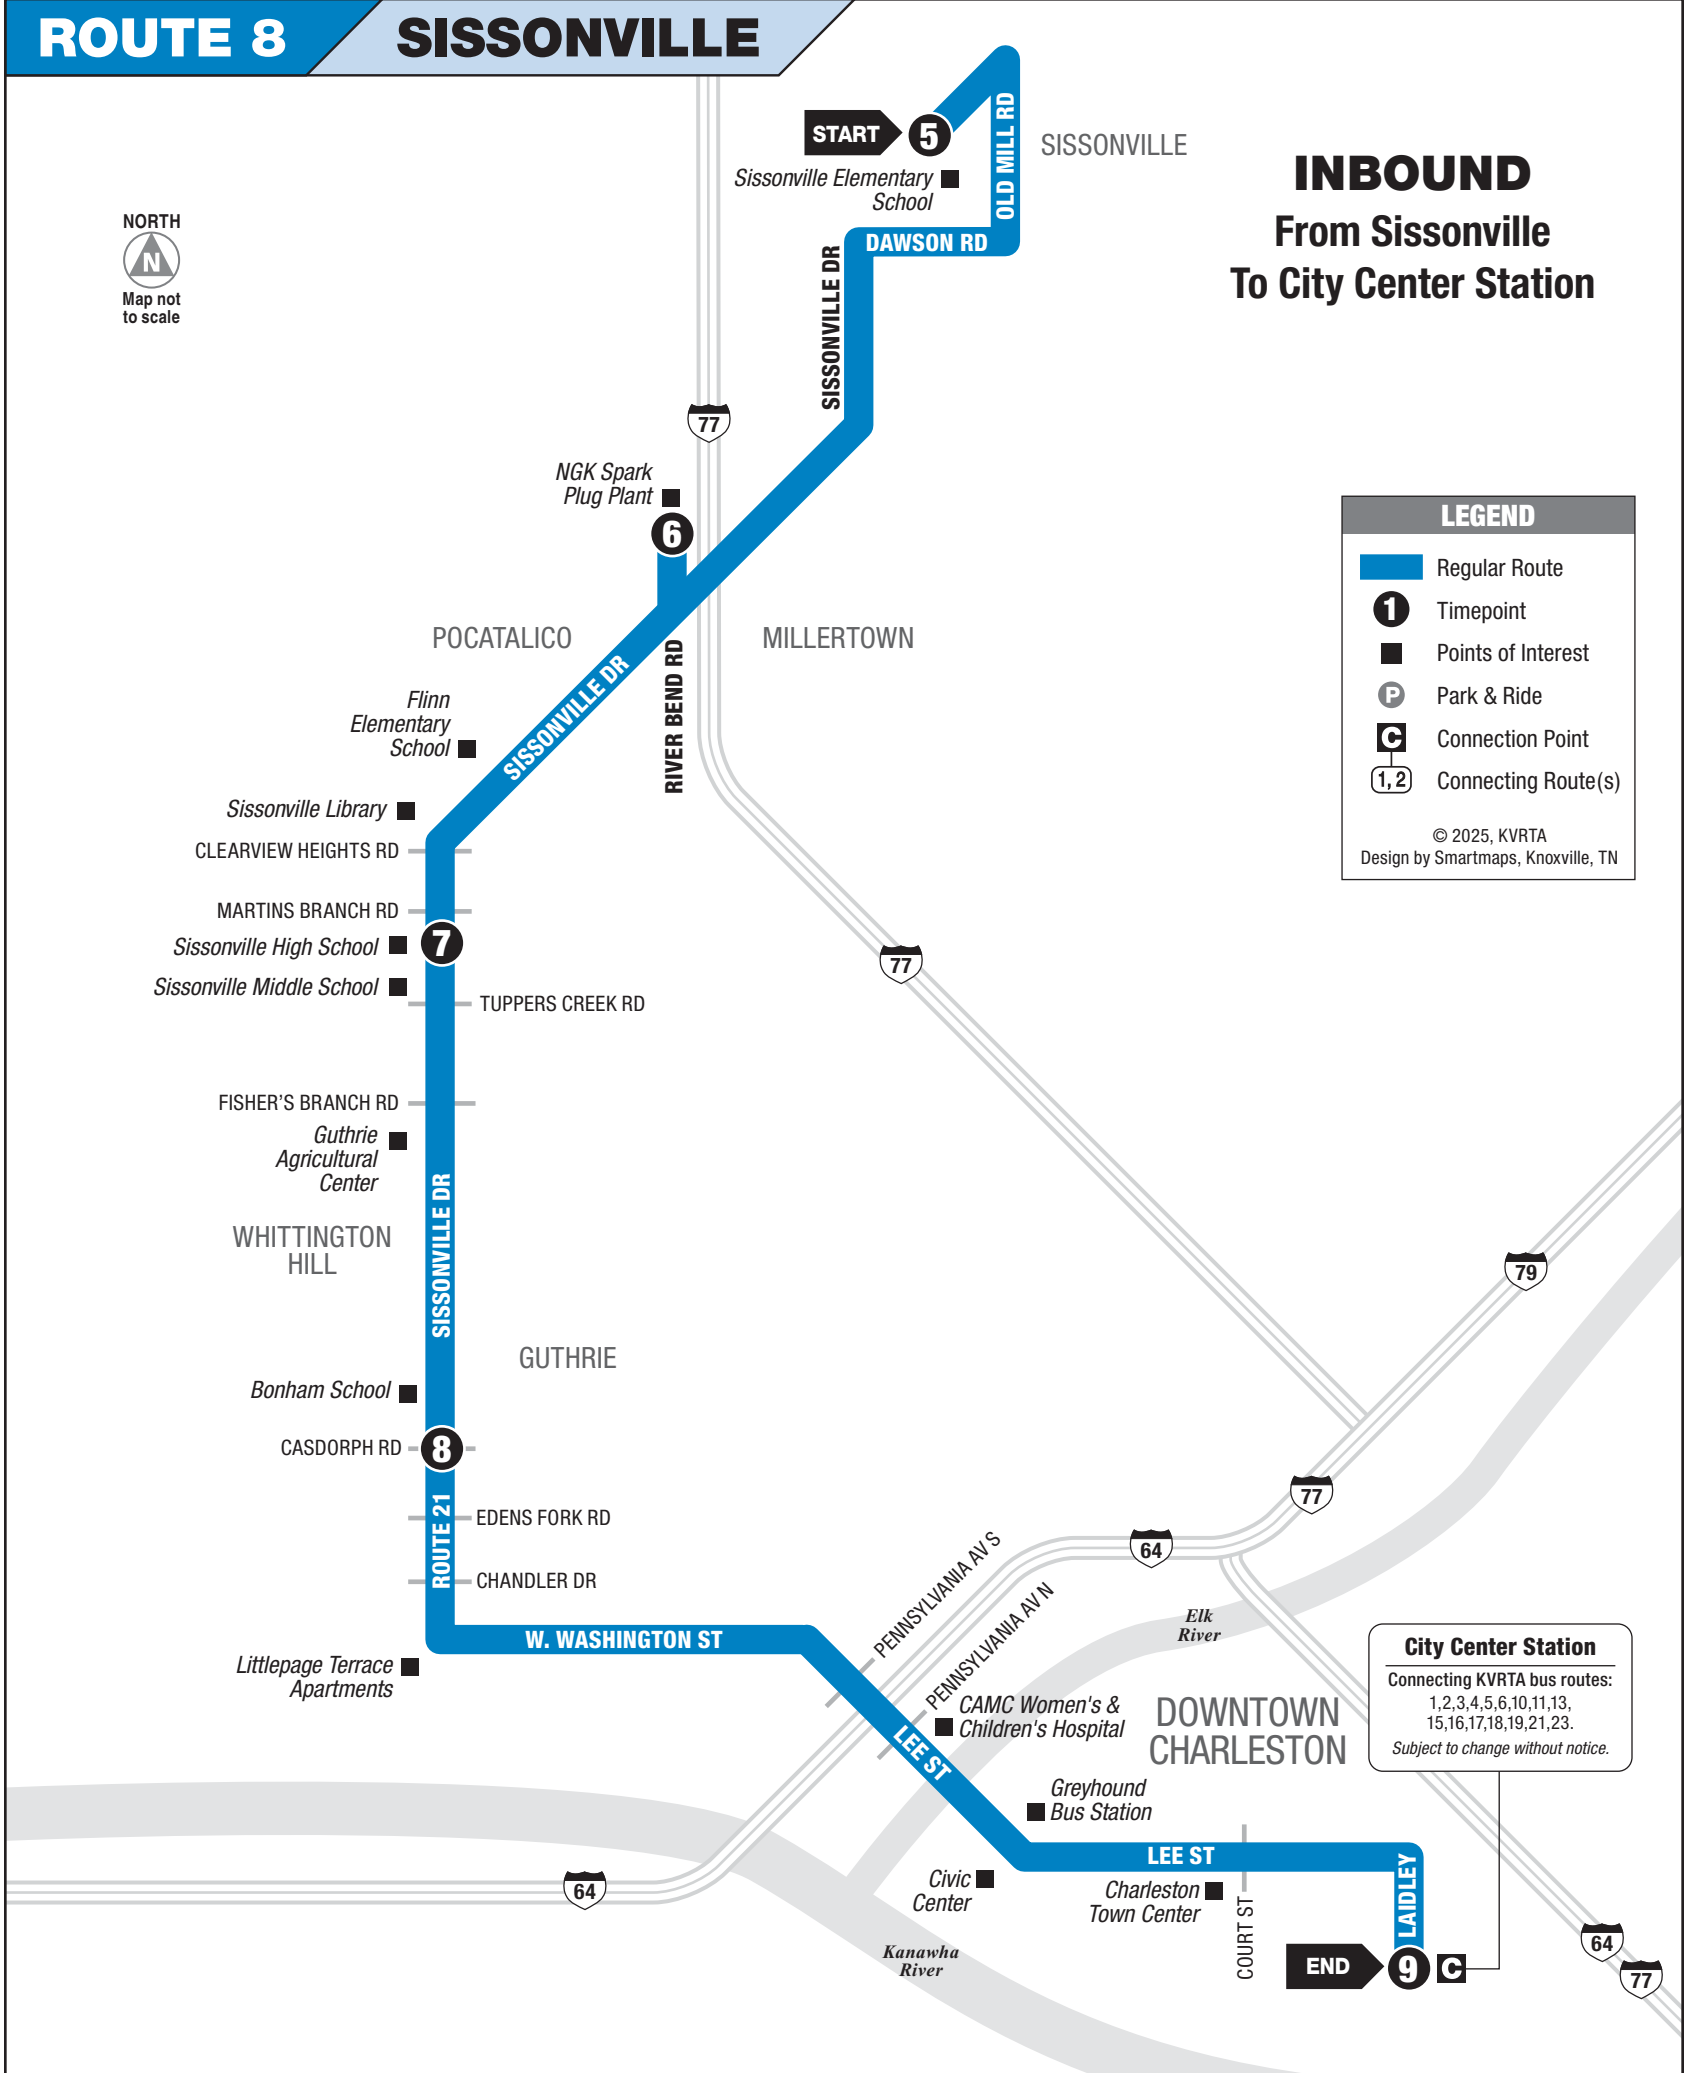 ROUTE 8
SISSONVILLE
INBOUND
From Sissonville
To City Center Station
NORTH
N
Map not
to scale
START
5
Sissonville Elementary
School
OLD MILL RD
SISSONVILLE
DAWSON RD
SISSONVILLE DR
77
NGK Spark
Plug Plant
6
POCATALICO
MILLERTOWN
SISSONVILLE DR
RIVER BEND RD
Flinn
Elementary
School
Sissonville Library
CLEARVIEW HEIGHTS RD
MARTINS BRANCH RD
Sissonville High School
7
Sissonville Middle School
TUPPERS CREEK RD
77
FISHER'S BRANCH RD
Guthrie
Agricultural
Center
SISSONVILLE DR
WHITTINGTON
HILL
GUTHRIE
Bonham School
CASDORPH RD
8
ROUTE 21
EDENS FORK RD
CHANDLER DR
W. WASHINGTON ST
Littlepage Terrace
Apartments
LEGEND
Regular Route
1
Timepoint
Points of Interest
P
Park & Ride
C
Connection Point
1, 2
Connecting Route(s)
© 2025, KVRTA
Design by Smartmaps, Knoxville, TN
79
77
64
PENNSYLVANIA AV S
PENNSYLVANIA AV N
Elk
River
CAMC Women's &
Children's Hospital
LEE ST
DOWNTOWN
CHARLESTON
Greyhound
Bus Station
City Center Station
Connecting KVRTA bus routes:
1,2,3,4,5,6,10,11,13,
15,16,17,18,19,21,23.
Subject to change without notice.
LEE ST
LAIDLEY
Civic
Center
Charleston
Town Center
COURT ST
64
Kanawha
River
END
9
C
64
77